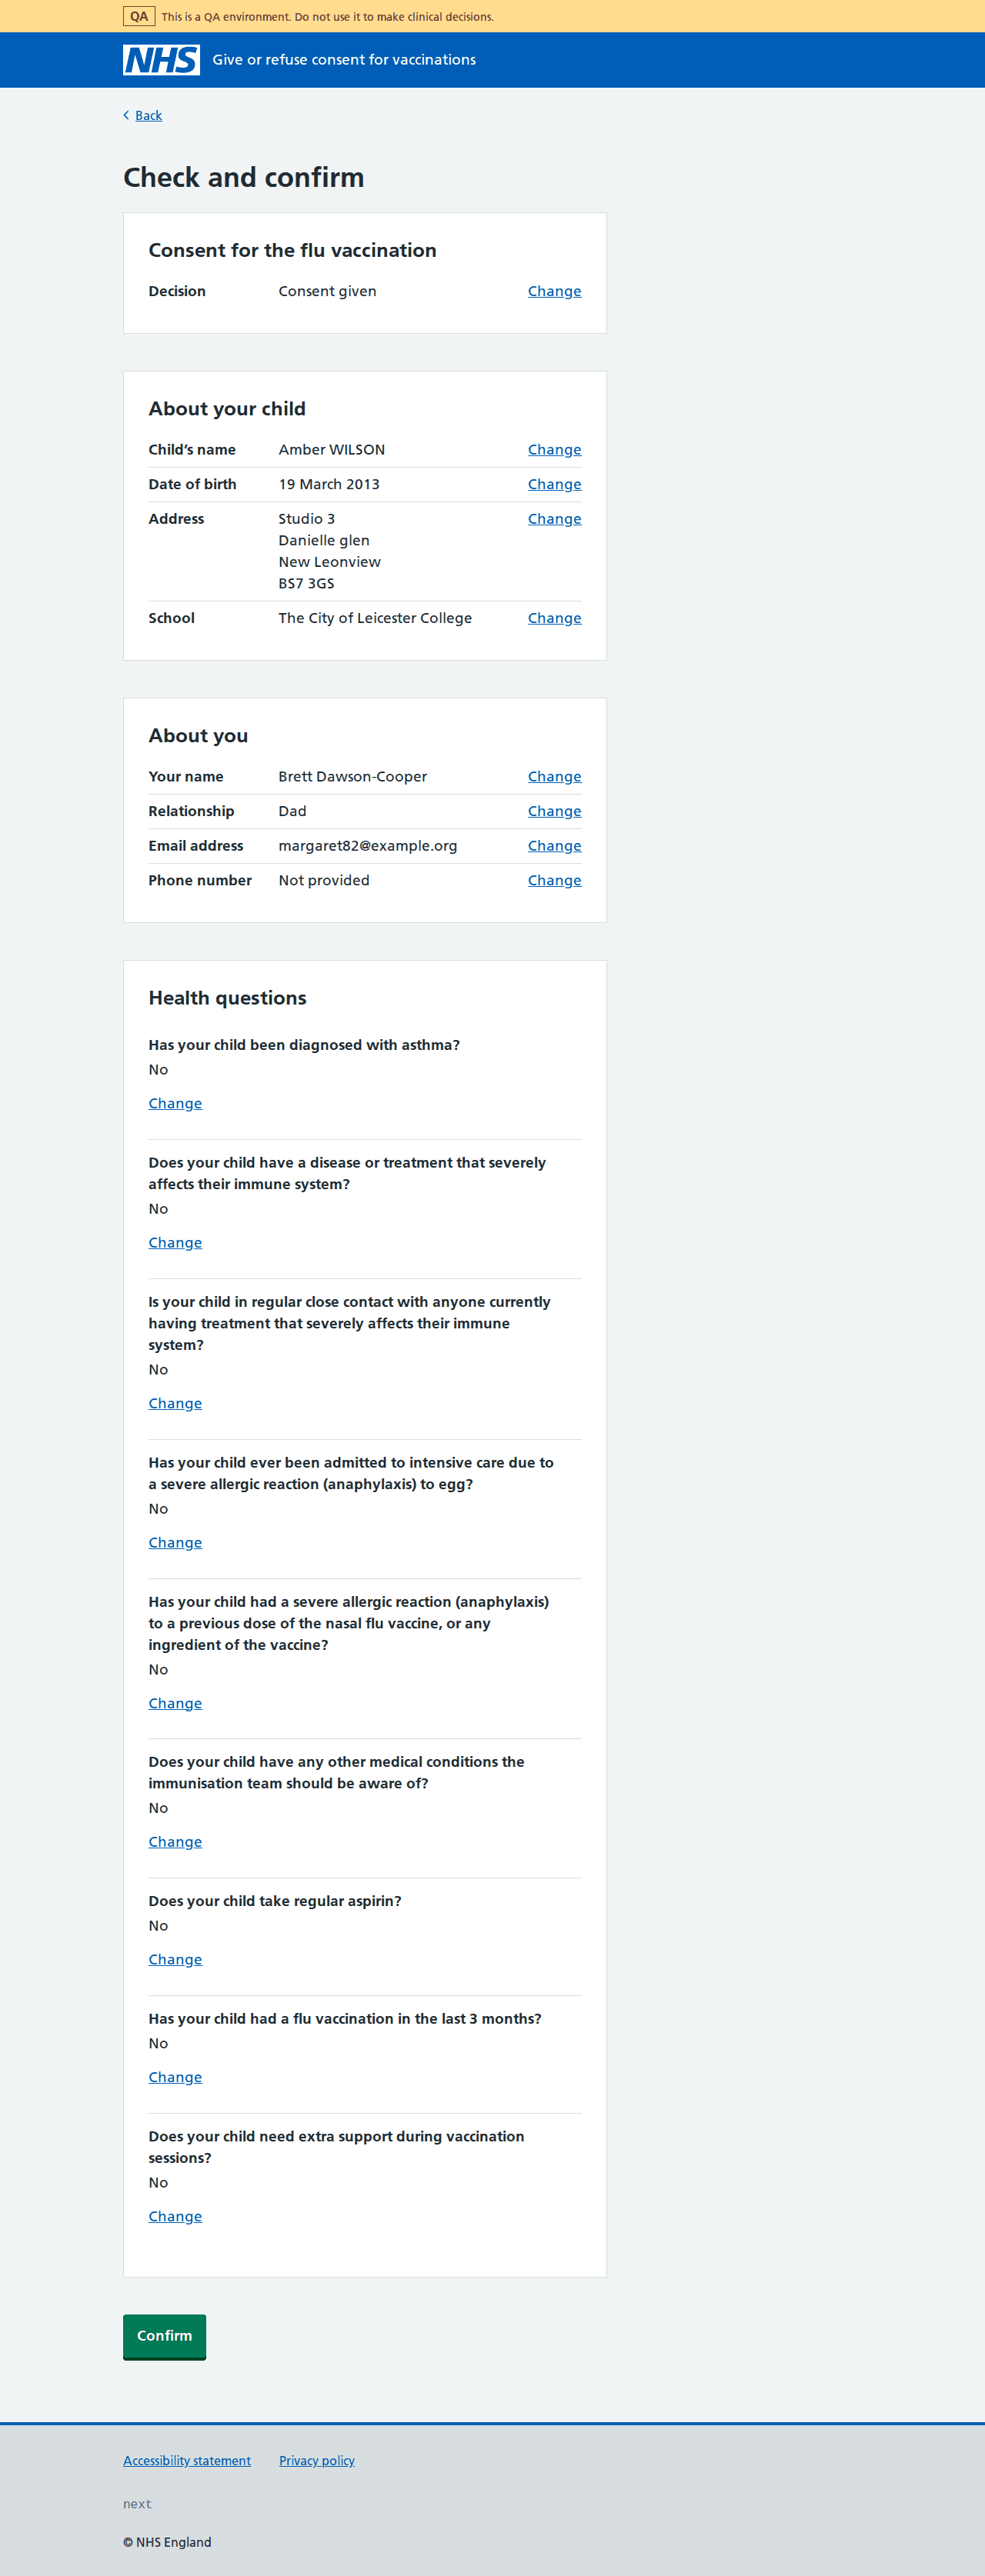 QA This is a QA environment. Do not use it to make clinical decisions.
NHS Give or refuse consent for vaccinations
Back
Check and confirm
Consent for the flu vaccination
Decision Consent given Change
About your child
Child’s name Amber WILSON Change
Date of birth 19 March 2013 Change
Address Studio 3 Change
Danielle glen
New Leonview
BS7 3GS
School The City of Leicester College Change
About you
Your name Brett Dawson-Cooper Change
Relationship Dad Change
Email address margaret82@example.org Change
Phone number Not provided Change
Health questions
Has your child been diagnosed with asthma?
No
Change
Does your child have a disease or treatment that severely
affects their immune system?
No
Change
Is your child in regular close contact with anyone currently
having treatment that severely affects their immune
system?
No
Change
Has your child ever been admitted to intensive care due to
a severe allergic reaction (anaphylaxis) to egg?
No
Change
Has your child had a severe allergic reaction (anaphylaxis)
to a previous dose of the nasal flu vaccine, or any
ingredient of the vaccine?
No
Change
Does your child have any other medical conditions the
immunisation team should be aware of?
No
Change
Does your child take regular aspirin?
No
Change
Has your child had a flu vaccination in the last 3 months?
No
Change
Does your child need extra support during vaccination
sessions?
No
Change
Confirm
Accessibility statement Privacy policy
next
© NHS England